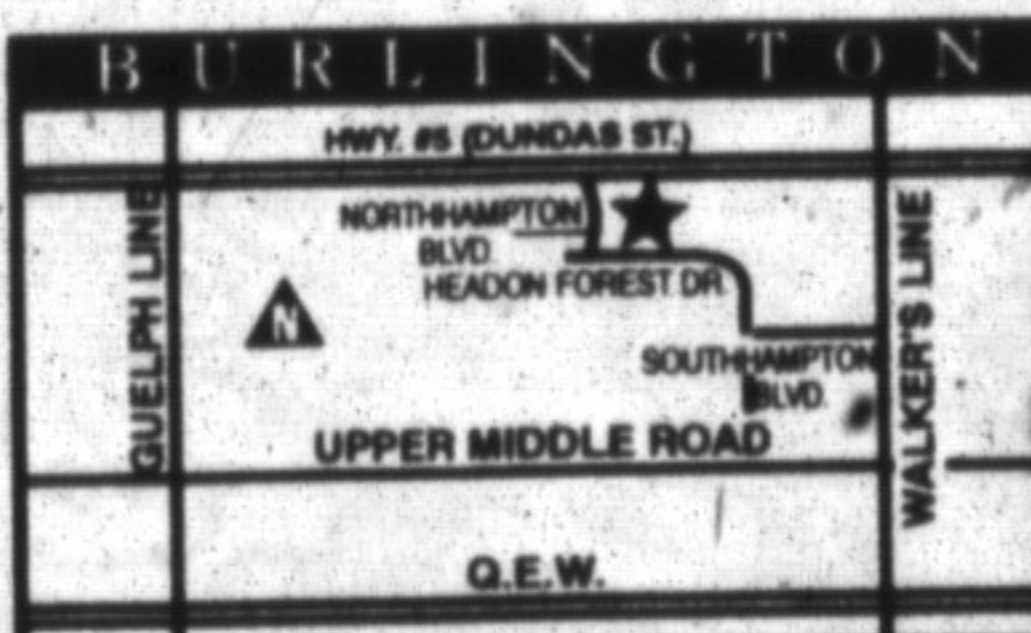 BURLINGTON
HWY. #5 (DUNDAS ST.)
GUELPH LINE
NORTHHAMPTON
BLVD.
HEADON FOREST DR.
N
SOUTHHAMPTON
BLVD.
WALKER'S LINE
UPPER MIDDLE ROAD
Q.E.W.